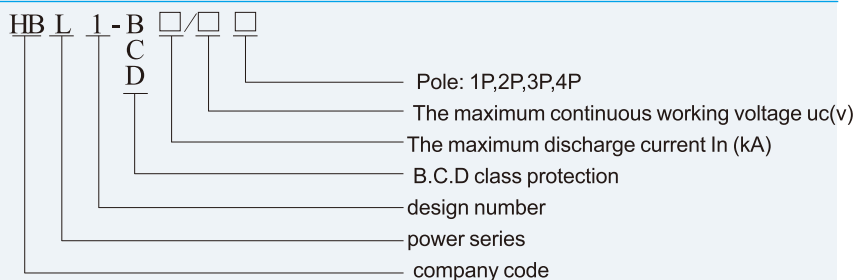 HB L 1 - B □/□ □
C
D
Pole: 1P,2P,3P,4P
The maximum continuous working voltage uc(v)
The maximum discharge current In (kA)
B.C.D class protection
design number
power series
company code